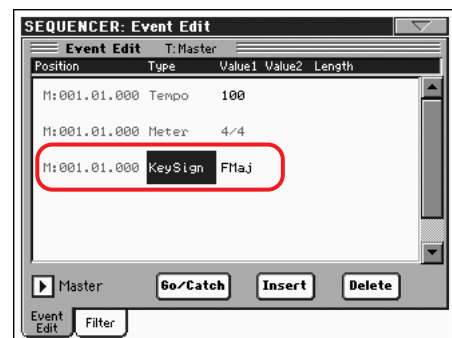 SEQUENCER: Event Edit
Event Edit T:Master
Position Type Value1 Value2 Length
M:001.01.000 Tempo 100
M:001.01.000 Meter 4/4
M:001.01.000 KeySign FMaj
Master Go/Catch Insert Delete
Event Edit Filter